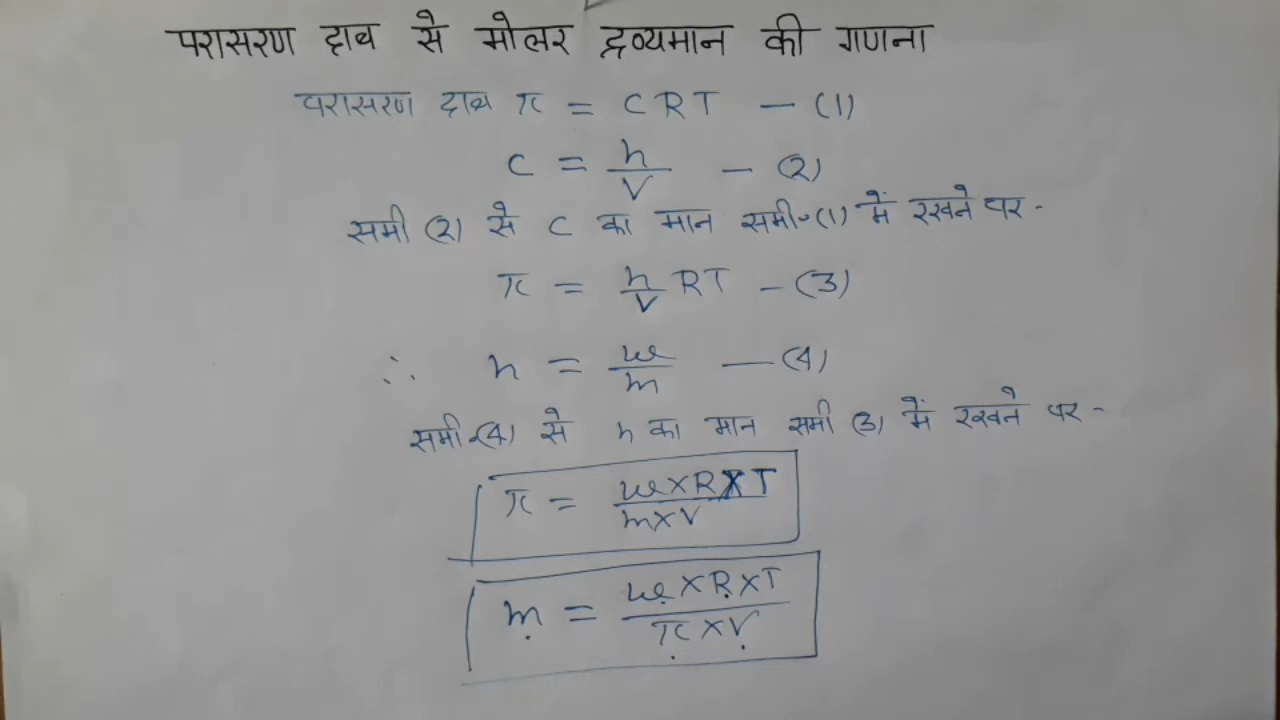 परासरण दाब से मोलर द्रव्यमान की गणना
परासरण दाब π = CRT — (1)
C = n/V — (2)
समी (2) से C का मान समी॰(1) में रखने पर -
π = n/V RT — (3)
∴ n = w/m — (4)
समी॰(4) से n का मान समी (3) में रखने पर -
π = w×R×T / m×V
m = w×R×T / π×V